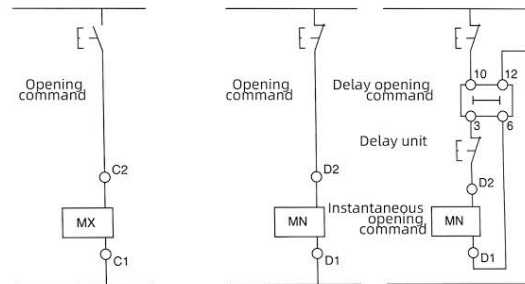 Opening
command
C2
MX
C1
Opening
command
D2
MN
D1
Delay opening
command
10 12
3 6
Delay unit
D2
Instantaneous
opening
command
MN
D1